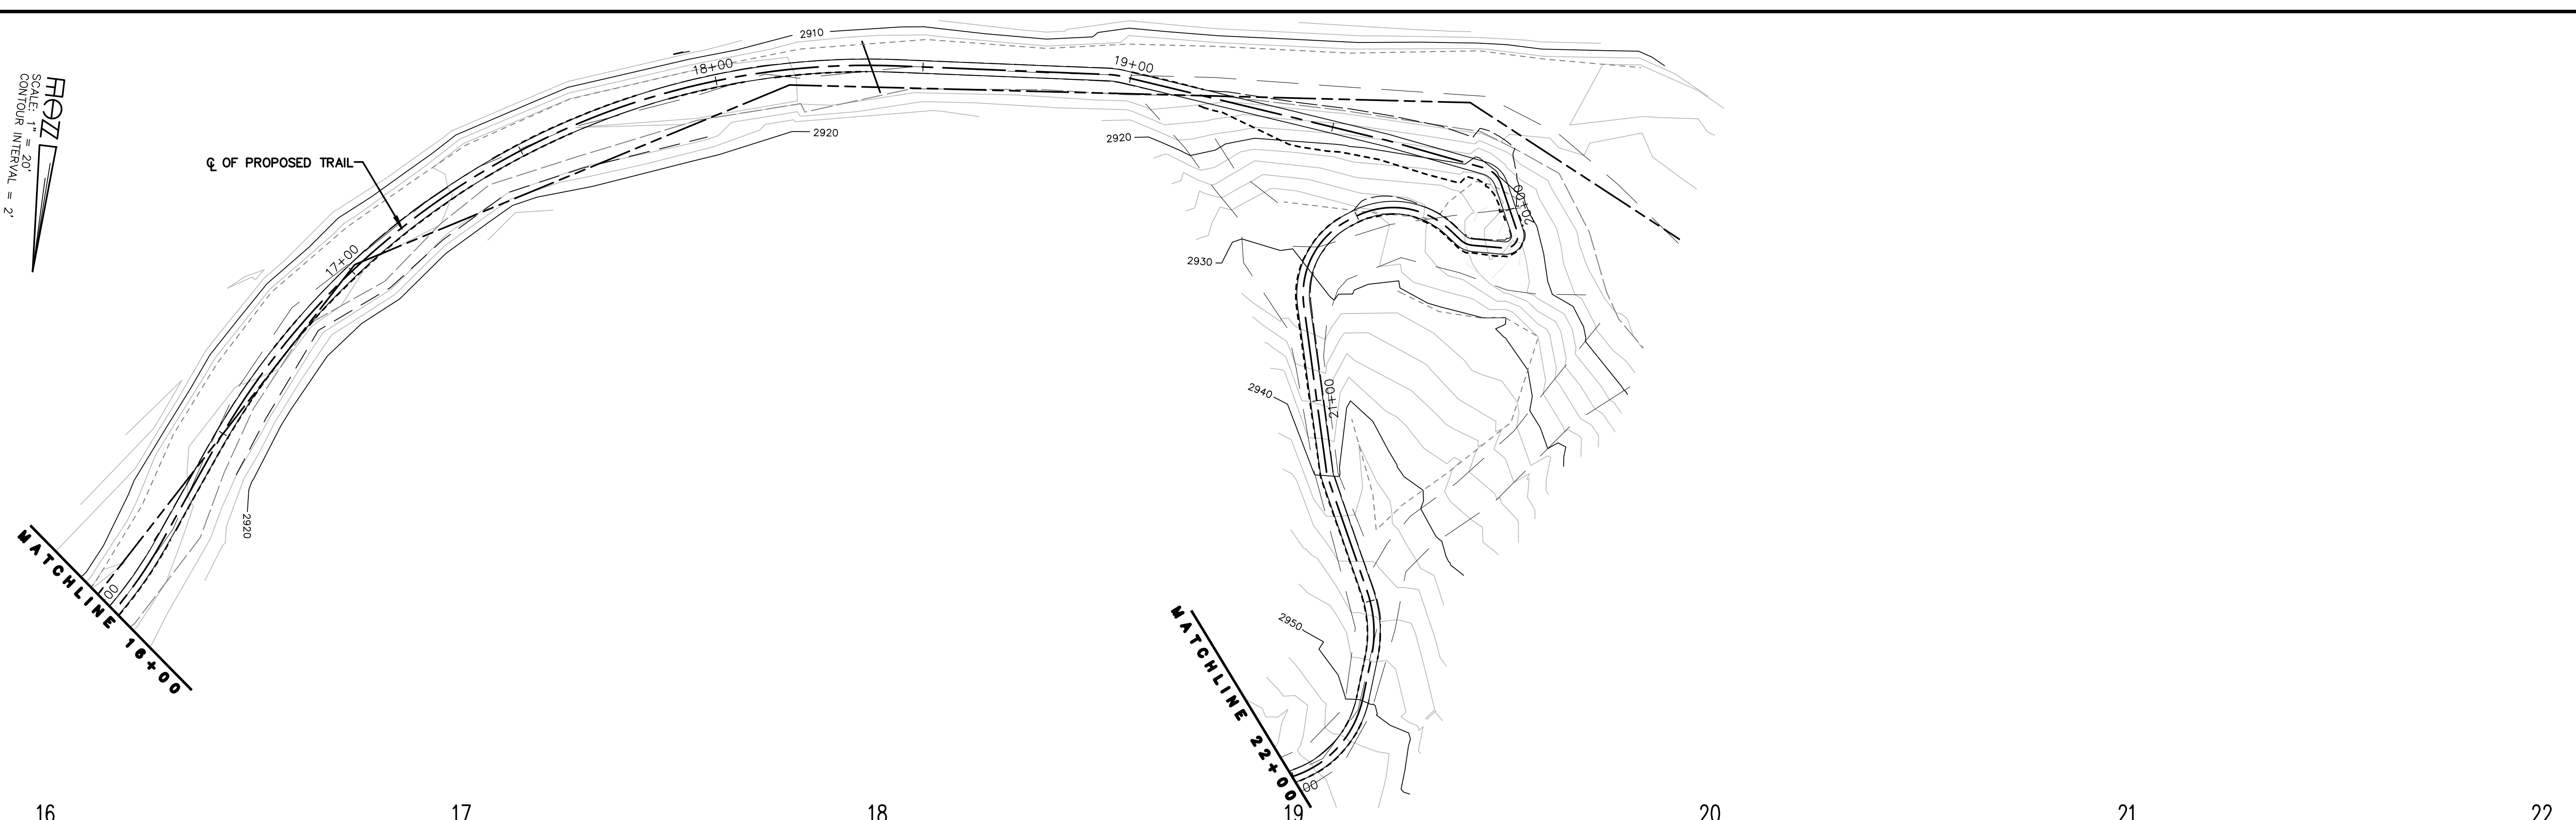 2910
18+00
19+00
SCALE: 1" = 20'
CONTOUR INTERVAL = 2'
2920
2920
℄ OF PROPOSED TRAIL
20+00
17+00
2930
21+00
2940
2920
MATCHLINE 16+00
00
2950
MATCHLINE 22+00
00
16 17 18 19 20 21 22